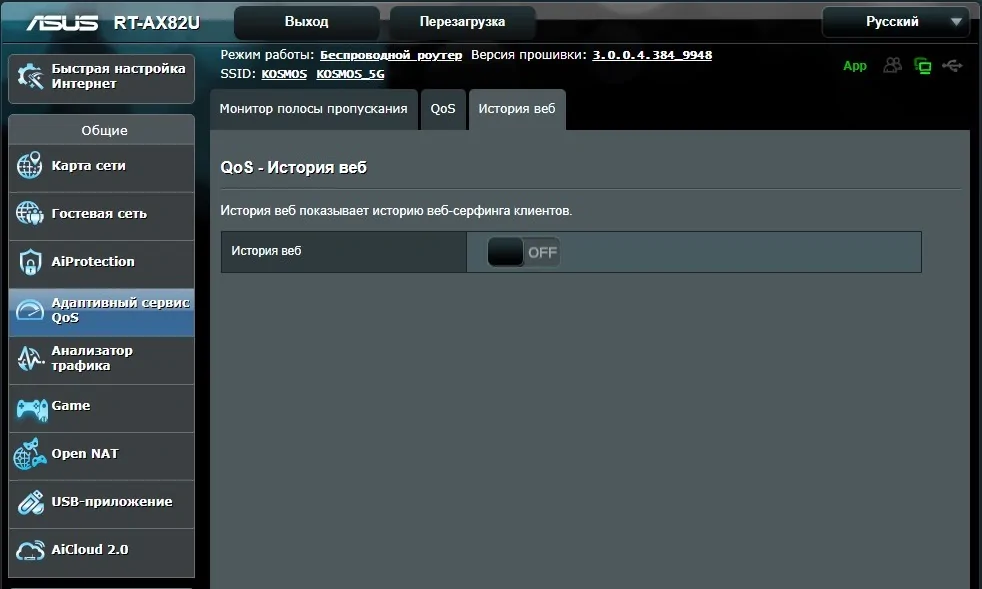 ASUS RT-AX82U Выход Перезагрузка Русский
Режим работы: Беспроводной роутер Версия прошивки: 3.0.0.4.384_9948
SSID: KOSMOS KOSMOS_5G
App
Быстрая настройка
Интернет
Монитор полосы пропускания QoS История веб
Общие
Карта сети
Гостевая сеть
AiProtection
Адаптивный сервис
QoS
Анализатор
трафика
Game
Open NAT
USB-приложение
AiCloud 2.0
QoS - История веб
История веб показывает историю веб-серфинга клиентов.
История веб OFF